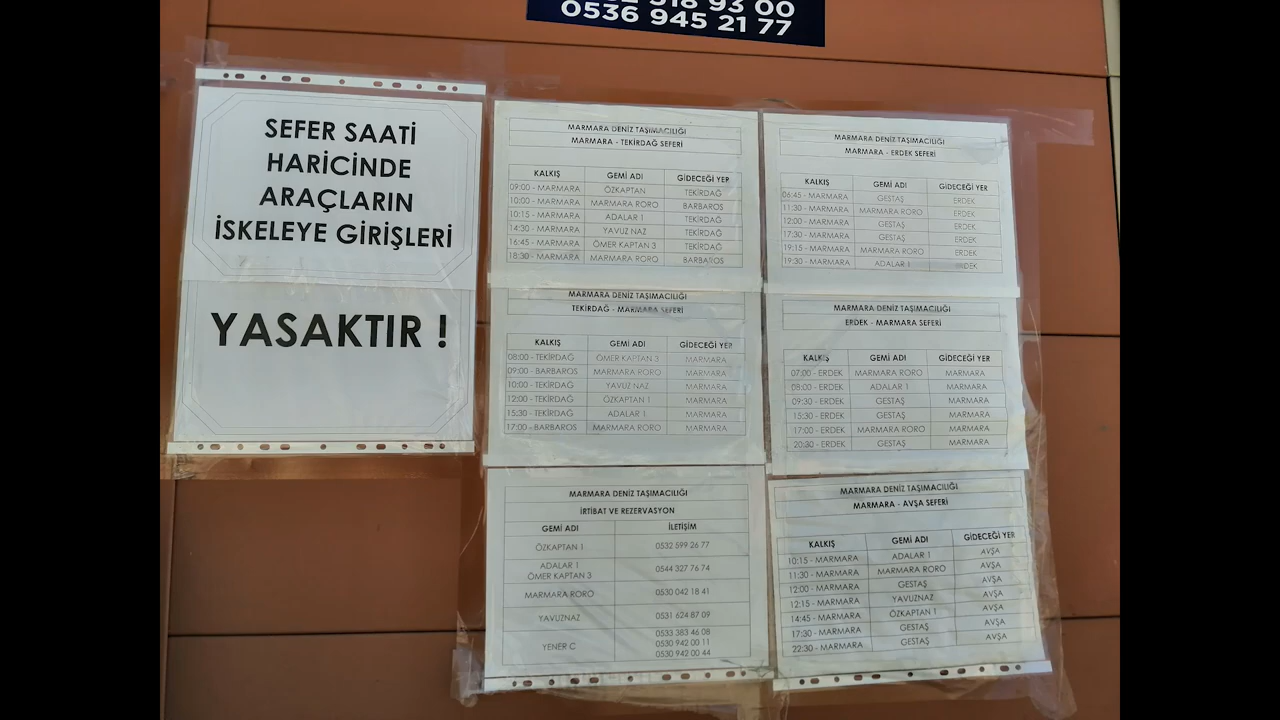 918 93 00
0536 945 21 77
SEFER SAATİ
HARİCİNDE
ARAÇLARIN
İSKELEYE GİRİŞLERİ
YASAKTIR !
MARMARA DENİZ TAŞIMACILIĞI
MARMARA - TEKİRDAĞ SEFERİ
KALKIŞ GEMİ ADI GİDECEĞİ YER
09:00 - MARMARA ÖZKAPTAN TEKİRDAĞ
10:00 - MARMARA MARMARA RORO BARBAROS
10:15 - MARMARA ADALAR 1 TEKİRDAĞ
14:30 - MARMARA YAVUZ NAZ TEKİRDAĞ
16:45 - MARMARA ÖMER KAPTAN 3 TEKİRDAĞ
18:30 - MARMARA MARMARA RORO BARBAROS
MARMARA DENİZ TAŞIMACILIĞI
TEKİRDAĞ - MARMARA SEFERİ
KALKIŞ GEMİ ADI GİDECEĞİ YER
08:00 - TEKİRDAĞ ÖMER KAPTAN 3 MARMARA
09:00 - BARBAROS MARMARA RORO MARMARA
10:00 - TEKİRDAĞ YAVUZ NAZ MARMARA
12:00 - TEKİRDAĞ ÖZKAPTAN 1 MARMARA
15:30 - TEKİRDAĞ ADALAR 1 MARMARA
17:00 - BARBAROS MARMARA RORO MARMARA
MARMARA DENİZ TAŞIMACILIĞI
İRTİBAT VE REZERVASYON
GEMİ ADI İLETİŞİM
ÖZKAPTAN 1 0532 599 26 77
ADALAR 1
ÖMER KAPTAN 3 0544 327 76 74
MARMARA RORO 0530 042 18 41
YAVUZNAZ 0531 624 87 09
YENER C 0533 383 46 08
0530 942 00 11
0530 942 00 44
MARMARA DENİZ TAŞIMACILIĞI
MARMARA - ERDEK SEFERİ
KALKIŞ GEMİ ADI GİDECEĞİ YER
06:45 - MARMARA GESTAŞ ERDEK
11:30 - MARMARA MARMARA RORO ERDEK
12:00 - MARMARA GESTAŞ ERDEK
17:30 - MARMARA GESTAŞ ERDEK
19:15 - MARMARA MARMARA RORO ERDEK
19:30 - MARMARA ADALAR 1 ERDEK
MARMARA DENİZ TAŞIMACILIĞI
ERDEK - MARMARA SEFERİ
KALKIŞ GEMİ ADI GİDECEĞİ YER
07:00 - ERDEK MARMARA RORO MARMARA
08:00 - ERDEK ADALAR 1 MARMARA
09:30 - ERDEK GESTAŞ MARMARA
15:30 - ERDEK GESTAŞ MARMARA
17:00 - ERDEK MARMARA RORO MARMARA
20:30 - ERDEK GESTAŞ MARMARA
MARMARA DENİZ TAŞIMACILIĞI
MARMARA - AVŞA SEFERİ
KALKIŞ GEMİ ADI GİDECEĞİ YER
10:15 - MARMARA ADALAR 1 AVŞA
11:30 - MARMARA MARMARA RORO AVŞA
12:00 - MARMARA GESTAŞ AVŞA
12:15 - MARMARA YAVUZNAZ AVŞA
14:45 - MARMARA ÖZKAPTAN 1 AVŞA
17:30 - MARMARA GESTAŞ AVŞA
22:30 - MARMARA GESTAŞ AVŞA